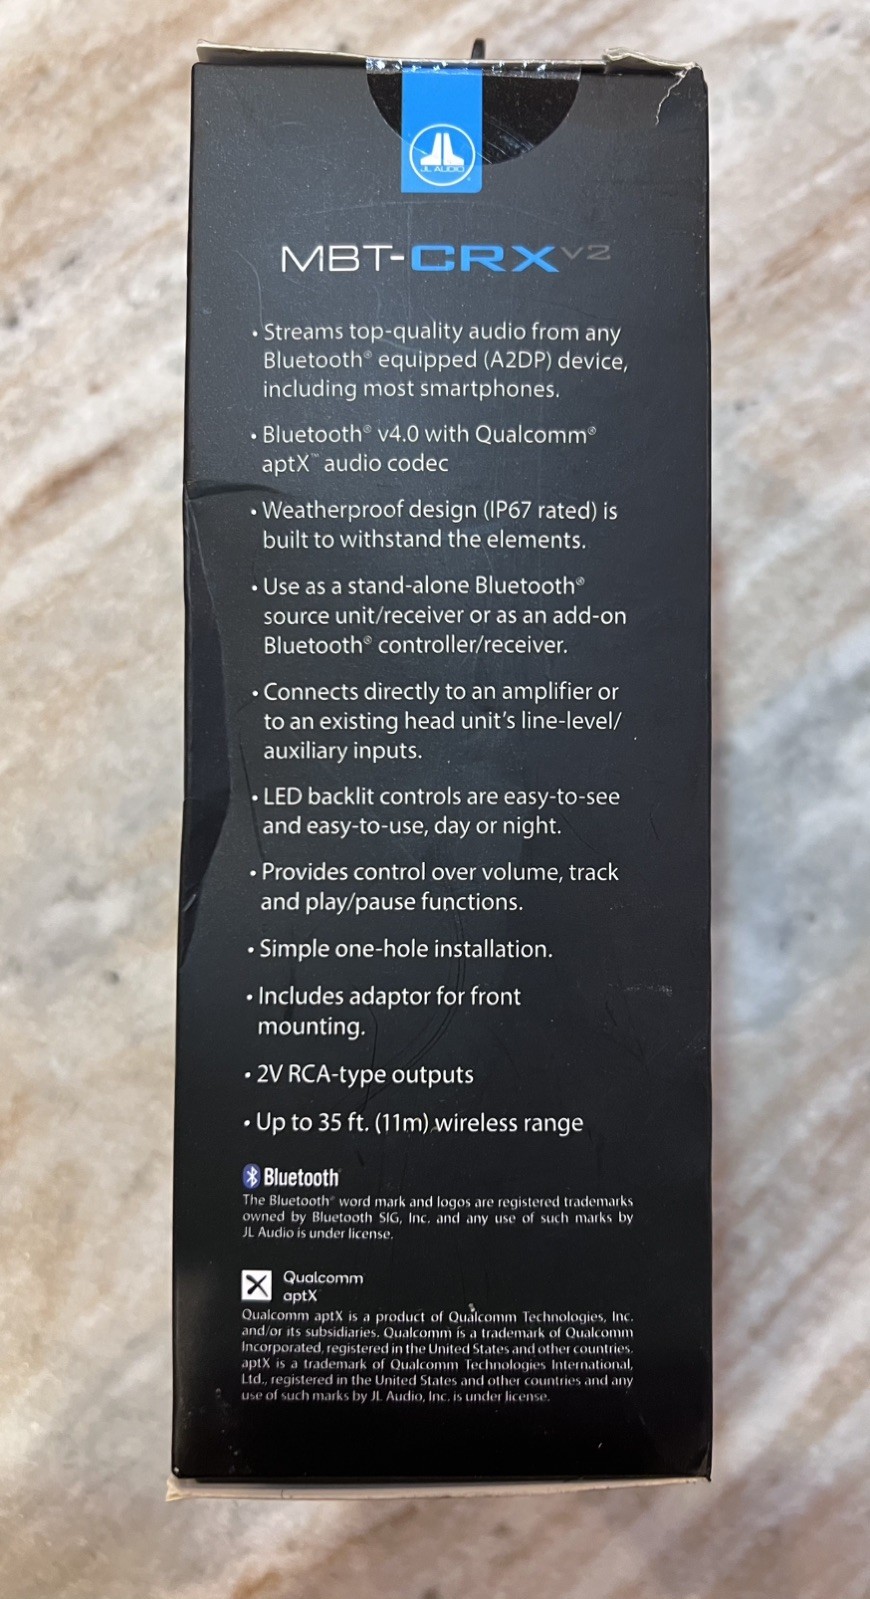 JL AUDIO
MBT-CRXv2
• Streams top-quality audio from any
Bluetooth® equipped (A2DP) device,
including most smartphones.
• Bluetooth® v4.0 with Qualcomm®
aptX™ audio codec
• Weatherproof design (IP67 rated) is
built to withstand the elements.
• Use as a stand-alone Bluetooth®
source unit/receiver or as an add-on
Bluetooth® controller/receiver.
• Connects directly to an amplifier or
to an existing head unit's line-level/
auxiliary inputs.
• LED backlit controls are easy-to-see
and easy-to-use, day or night.
• Provides control over volume, track
and play/pause functions.
• Simple one-hole installation.
• Includes adaptor for front
mounting.
• 2V RCA-type outputs
• Up to 35 ft. (11m) wireless range
Bluetooth
The Bluetooth® word mark and logos are registered trademarks
owned by Bluetooth SIG, Inc. and any use of such marks by
JL Audio is under license.
Qualcomm
aptX
Qualcomm aptX is a product of Qualcomm Technologies, Inc.
and/or its subsidiaries. Qualcomm is a trademark of Qualcomm
Incorporated, registered in the United States and other countries.
aptX is a trademark of Qualcomm Technologies International,
Ltd., registered in the United States and other countries and any
use of such marks by JL Audio, Inc. is under license.